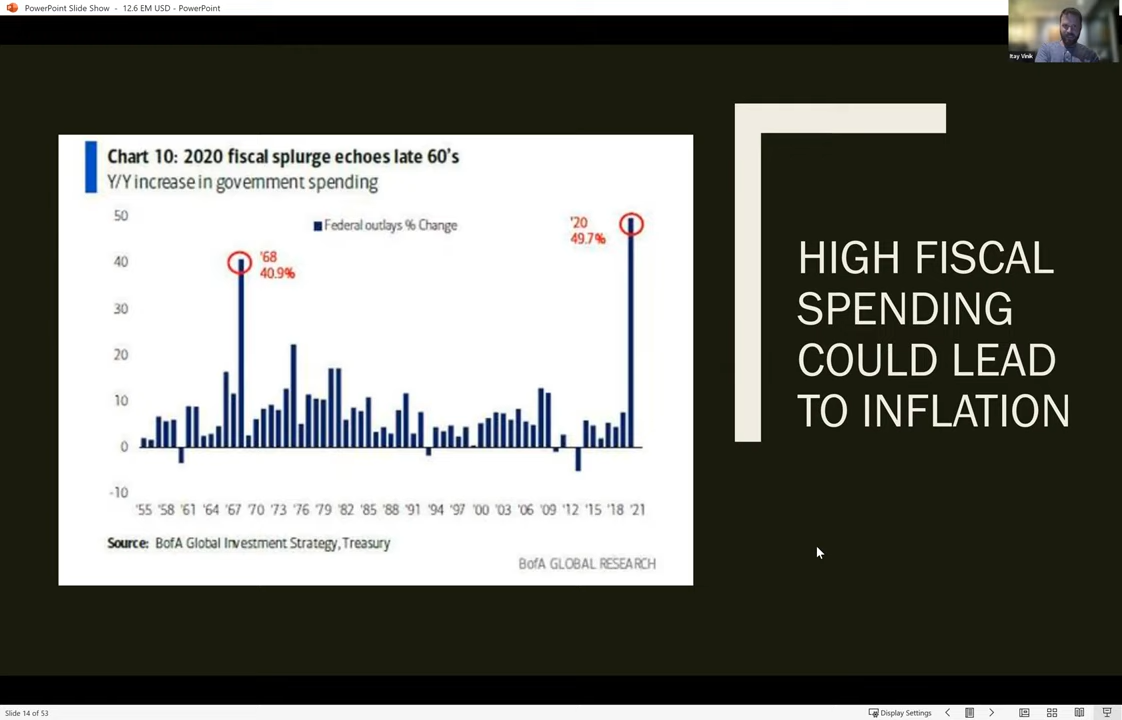 PowerPoint Slide Show - 12.6 EM USD - PowerPoint
Itay Vinik
Chart 10: 2020 fiscal splurge echoes late 60's
Y/Y increase in government spending
50
40
30
20
10
0
-10
Federal outlays % Change
'68
40.9%
'20
49.7%
'55 '58 '61 '64 '67 '70 '73 '76 '79 '82 '85 '88 '91 '94 '97 '00 '03 '06 '09 '12 '15 '18 '21
Source: BofA Global Investment Strategy, Treasury
BofA GLOBAL RESEARCH
HIGH FISCAL
SPENDING
COULD LEAD
TO INFLATION
Slide 14 of 53
Display Settings